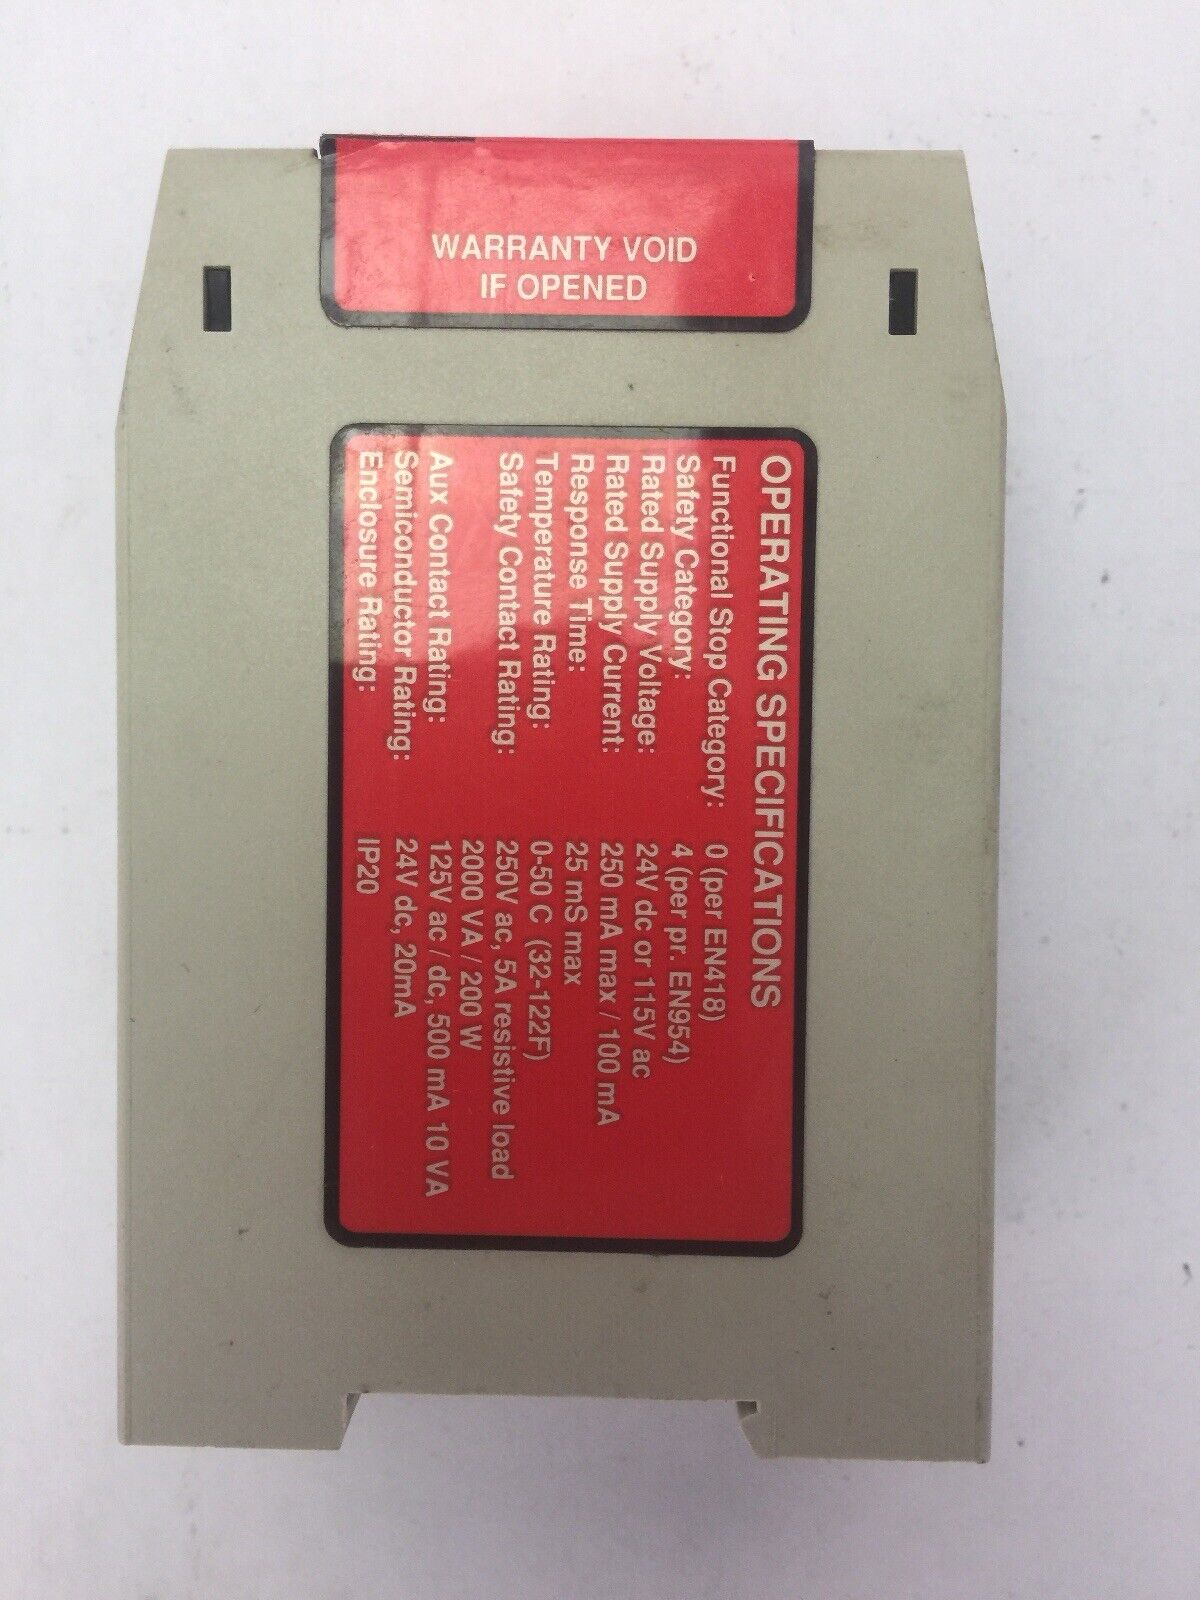 WARRANTY VOID
IF OPENED
OPERATING SPECIFICATIONS
Functional Stop Category: 0 (per EN418)
Safety Category: 4 (per pr. EN954)
Rated Supply Voltage: 24V dc or 115V ac
Rated Supply Current: 250 mA max / 100 mA
Response Time: 25 mS max
Temperature Rating: 0-50 C (32-122F)
Safety Contact Rating: 250V ac, 5A resistive load
2000 VA / 200 W
Aux Contact Rating: 125V ac / dc, 500 mA 10 VA
Semiconductor Rating: 24V dc, 20mA
Enclosure Rating: IP20